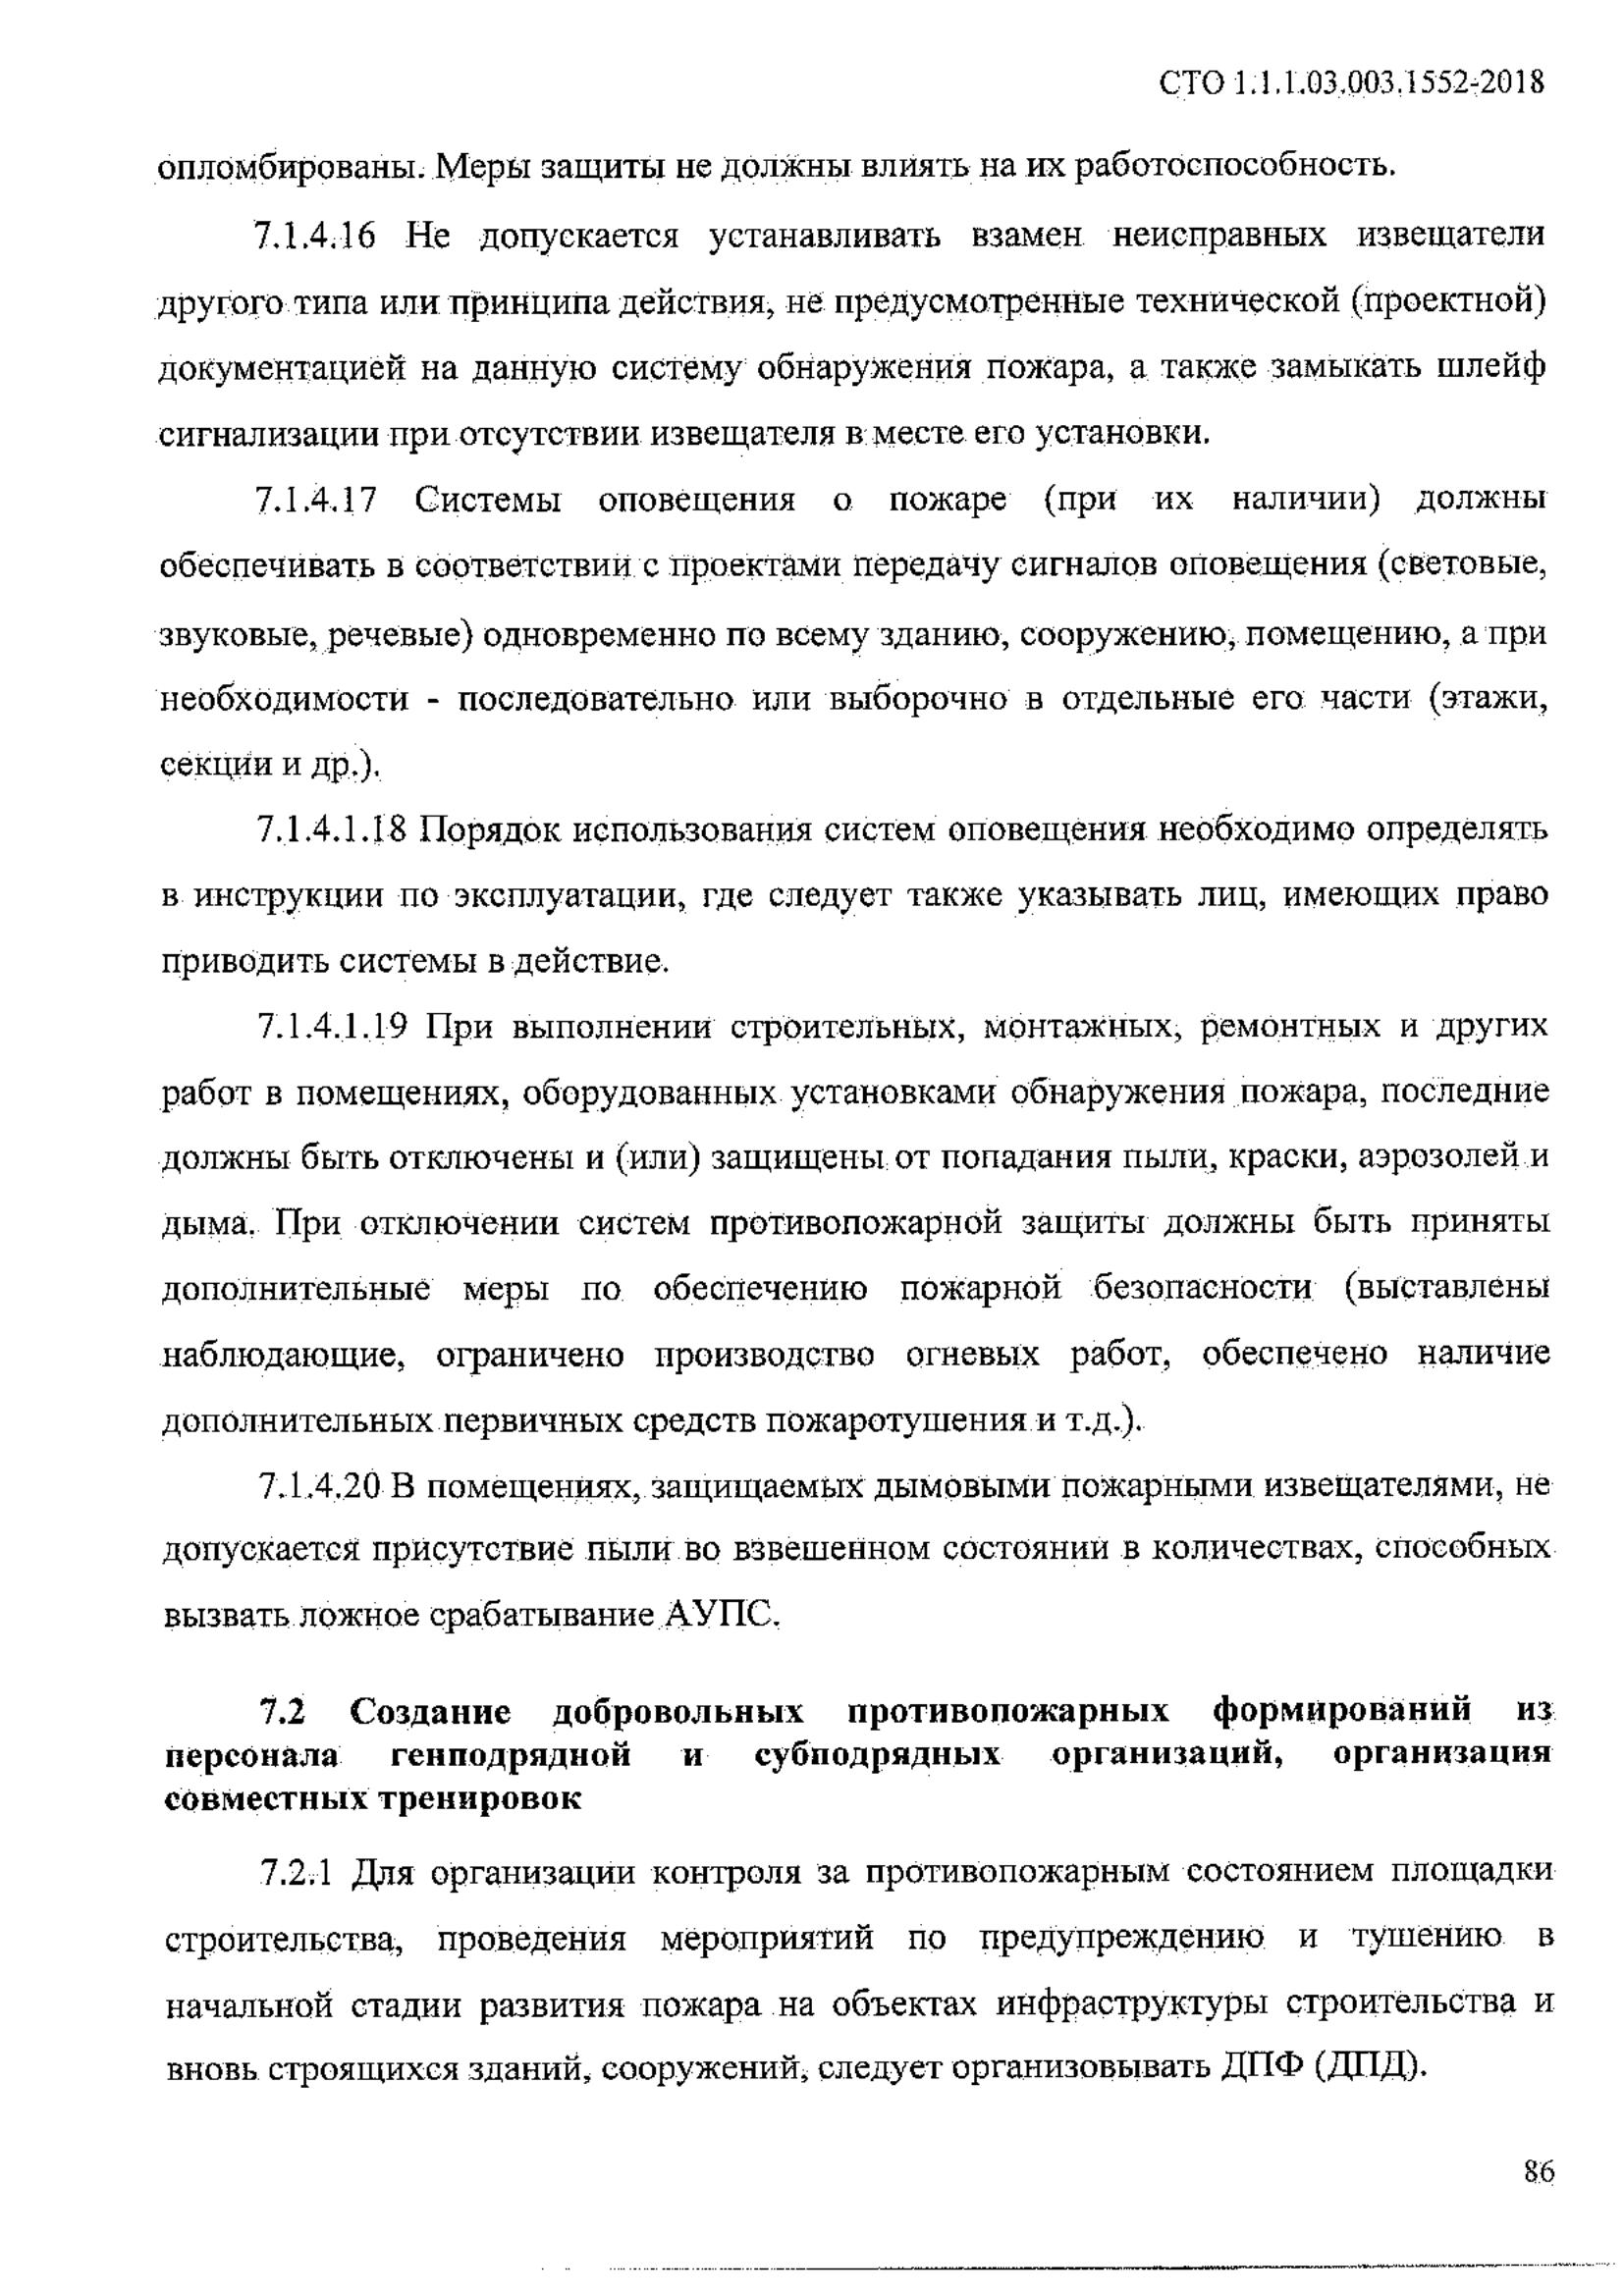 СТО 1.1.1.03.003.1552-2018
опломбированы. Меры защиты не должны влиять на их работоспособность.
7.1.4.16 Не допускается устанавливать взамен неисправных извещатели
другого типа или принципа действия, не предусмотренные технической (проектной)
документацией на данную систему обнаружения пожара, а также замыкать шлейф
сигнализации при отсутствии извещателя в месте его установки.
7.1.4.17 Системы оповещения о пожаре (при их наличии) должны
обеспечивать в соответствии с проектами передачу сигналов оповещения (световые,
звуковые, речевые) одновременно по всему зданию, сооружению, помещению, а при
необходимости - последовательно или выборочно в отдельные его части (этажи,
секции и др.).
7.1.4.1.18 Порядок использования систем оповещения необходимо определять
в инструкции по эксплуатации, где следует также указывать лиц, имеющих право
приводить системы в действие.
7.1.4.1.19 При выполнении строительных, монтажных, ремонтных и других
работ в помещениях, оборудованных установками обнаружения пожара, последние
должны быть отключены и (или) защищены от попадания пыли, краски, аэрозолей и
дыма. При отключении систем противопожарной защиты должны быть приняты
дополнительные меры по обеспечению пожарной безопасности (выставлены
наблюдающие, ограничено производство огневых работ, обеспечено наличие
дополнительных первичных средств пожаротушения и т.д.).
7.1.4.20 В помещениях, защищаемых дымовыми пожарными извещателями, не
допускается присутствие пыли во взвешенном состоянии в количествах, способных
вызвать ложное срабатывание АУПС.
7.2 Создание добровольных противопожарных формирований из
персонала генподрядной и субподрядных организаций, организация
совместных тренировок
7.2.1 Для организации контроля за противопожарным состоянием площадки
строительства, проведения мероприятий по предупреждению и тушению в
начальной стадии развития пожара на объектах инфраструктуры строительства и
вновь строящихся зданий, сооружений, следует организовывать ДПФ (ДПД).
86